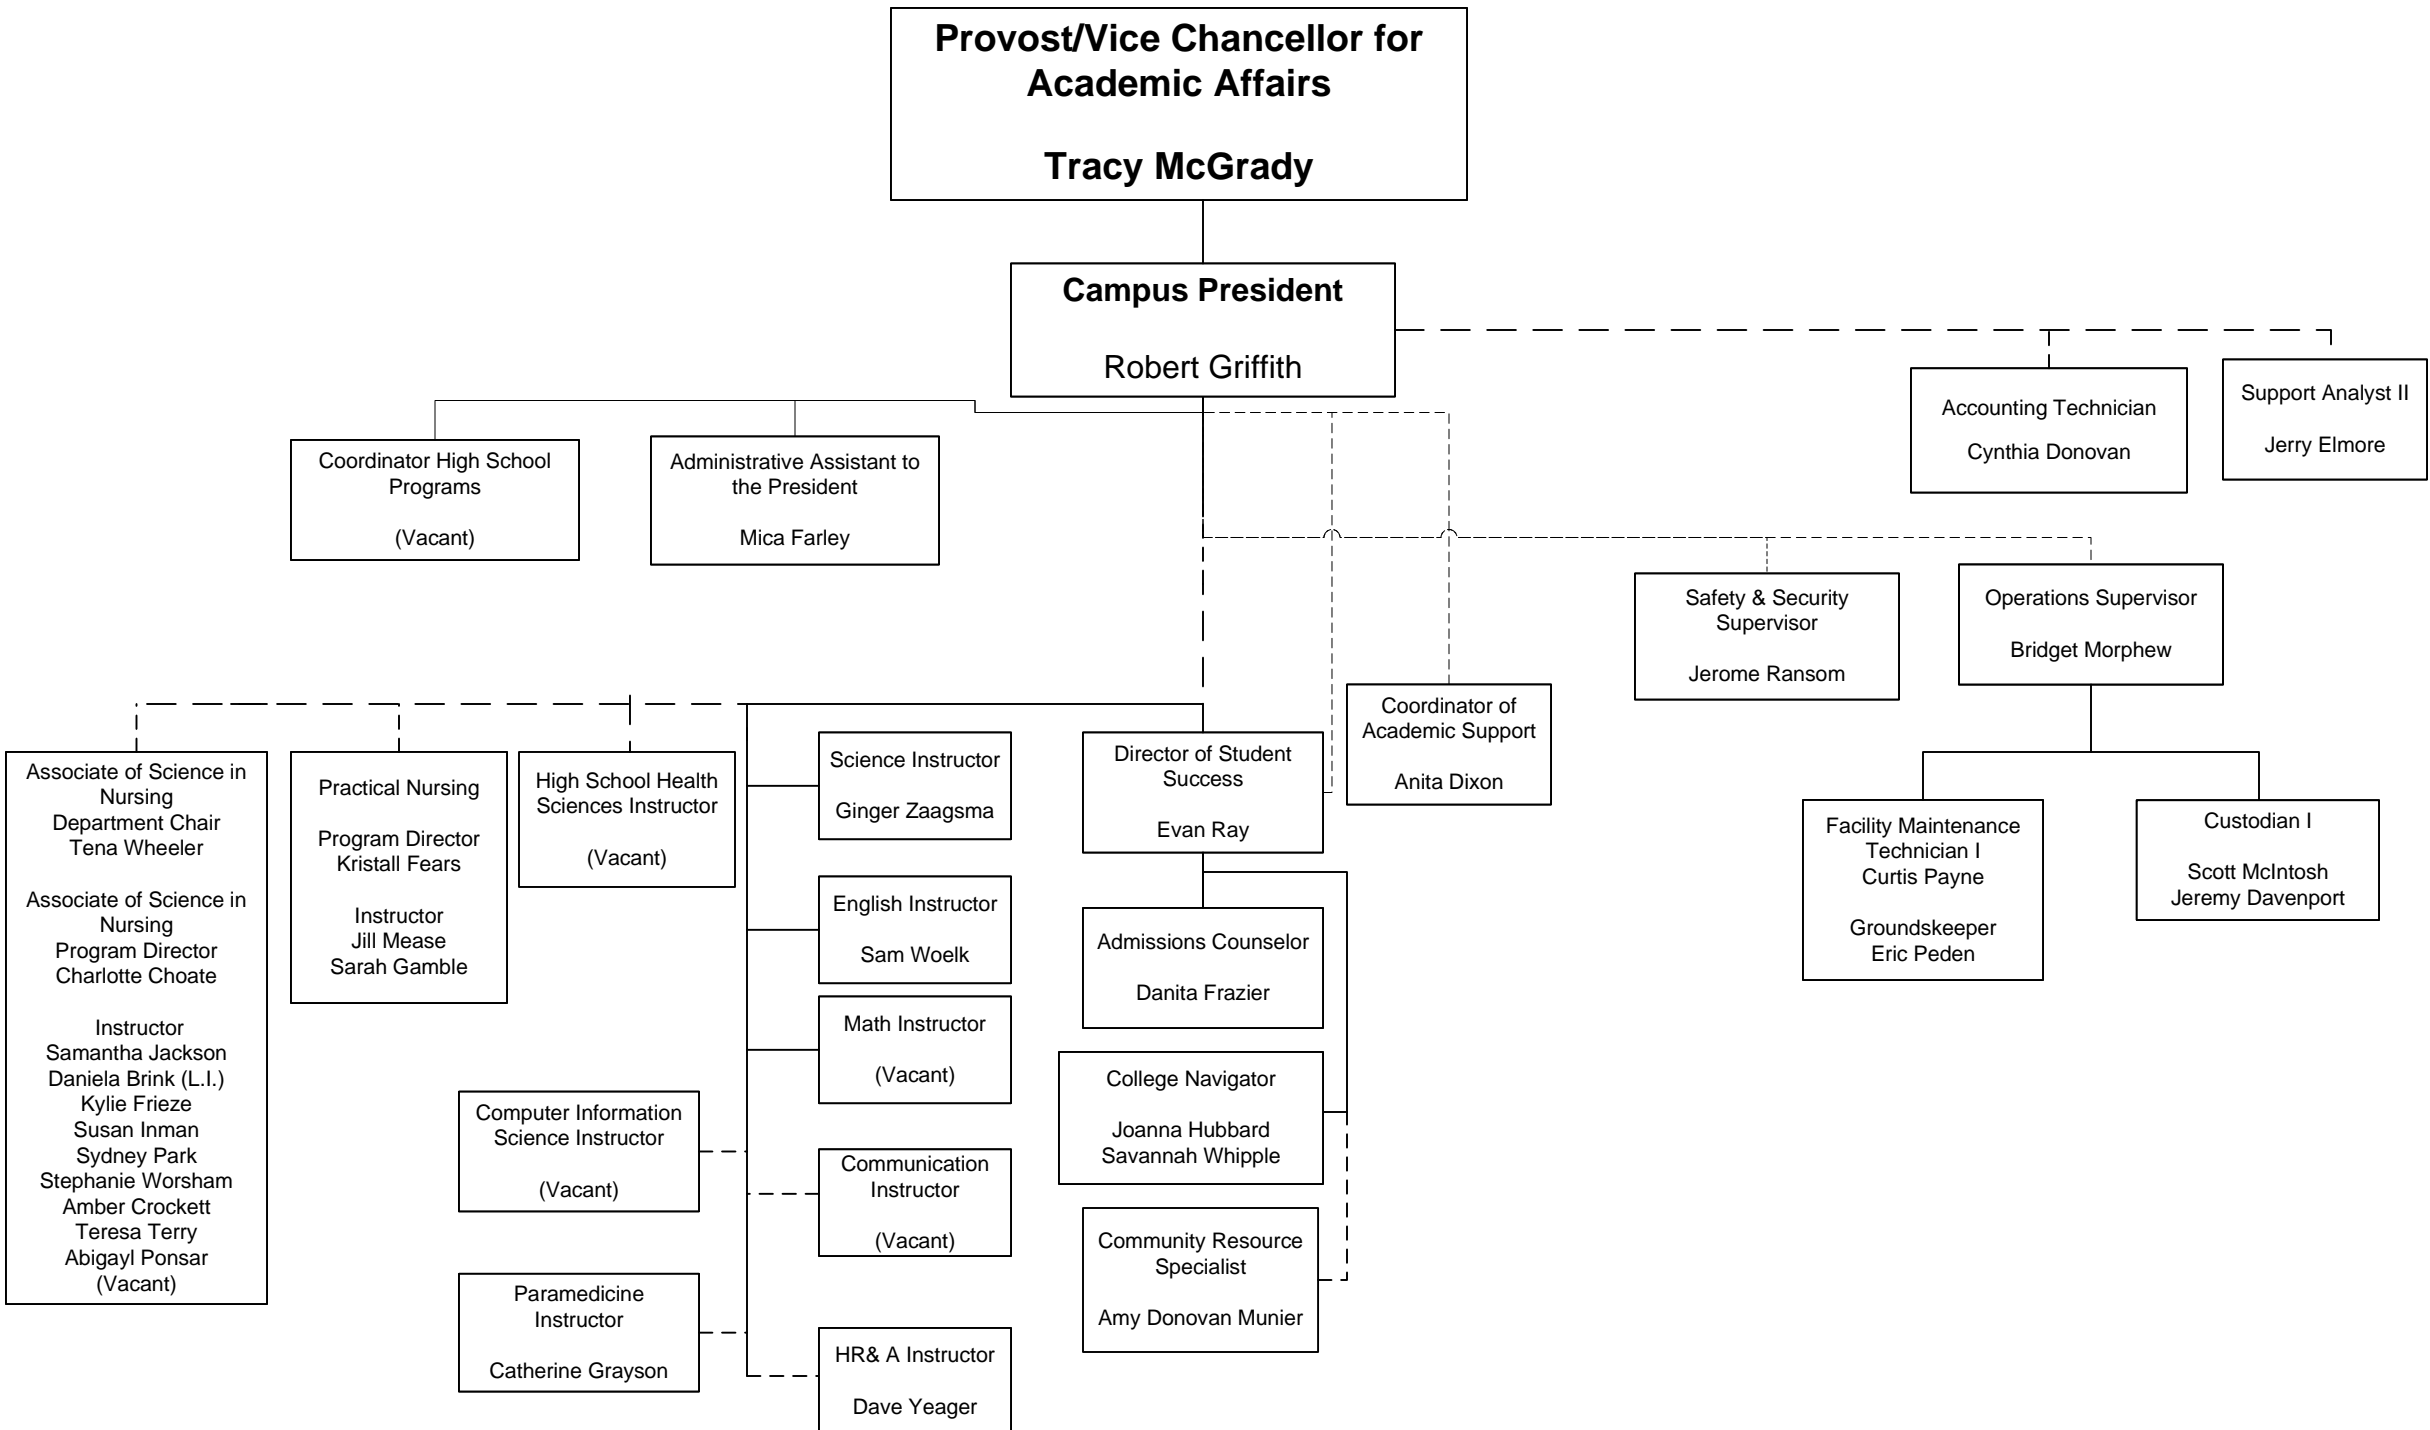 Provost/Vice Chancellor for
Academic Affairs
Tracy McGrady
Campus President
Robert Griffith
Accounting Technician
Cynthia Donovan
Support Analyst II
Jerry Elmore
Coordinator High School
Programs
(Vacant)
Administrative Assistant to
the President
Mica Farley
Safety & Security
Supervisor
Jerome Ransom
Operations Supervisor
Bridget Morphew
Coordinator of
Academic Support
Anita Dixon
Associate of Science in
Nursing
Department Chair
Tena Wheeler
Associate of Science in
Nursing
Program Director
Charlotte Choate
Instructor
Samantha Jackson
Daniela Brink (L.I.)
Kylie Frieze
Susan Inman
Sydney Park
Stephanie Worsham
Amber Crockett
Teresa Terry
Abigayl Ponsar
(Vacant)
Practical Nursing
Program Director
Kristall Fears
Instructor
Jill Mease
Sarah Gamble
High School Health
Sciences Instructor
(Vacant)
Science Instructor
Ginger Zaagsma
English Instructor
Sam Woelk
Math Instructor
(Vacant)
Computer Information
Science Instructor
(Vacant)
Communication
Instructor
(Vacant)
Paramedicine
Instructor
Catherine Grayson
HR& A Instructor
Dave Yeager
Director of Student
Success
Evan Ray
Admissions Counselor
Danita Frazier
College Navigator
Joanna Hubbard
Savannah Whipple
Community Resource
Specialist
Amy Donovan Munier
Facility Maintenance
Technician I
Curtis Payne
Groundskeeper
Eric Peden
Custodian I
Scott McIntosh
Jeremy Davenport